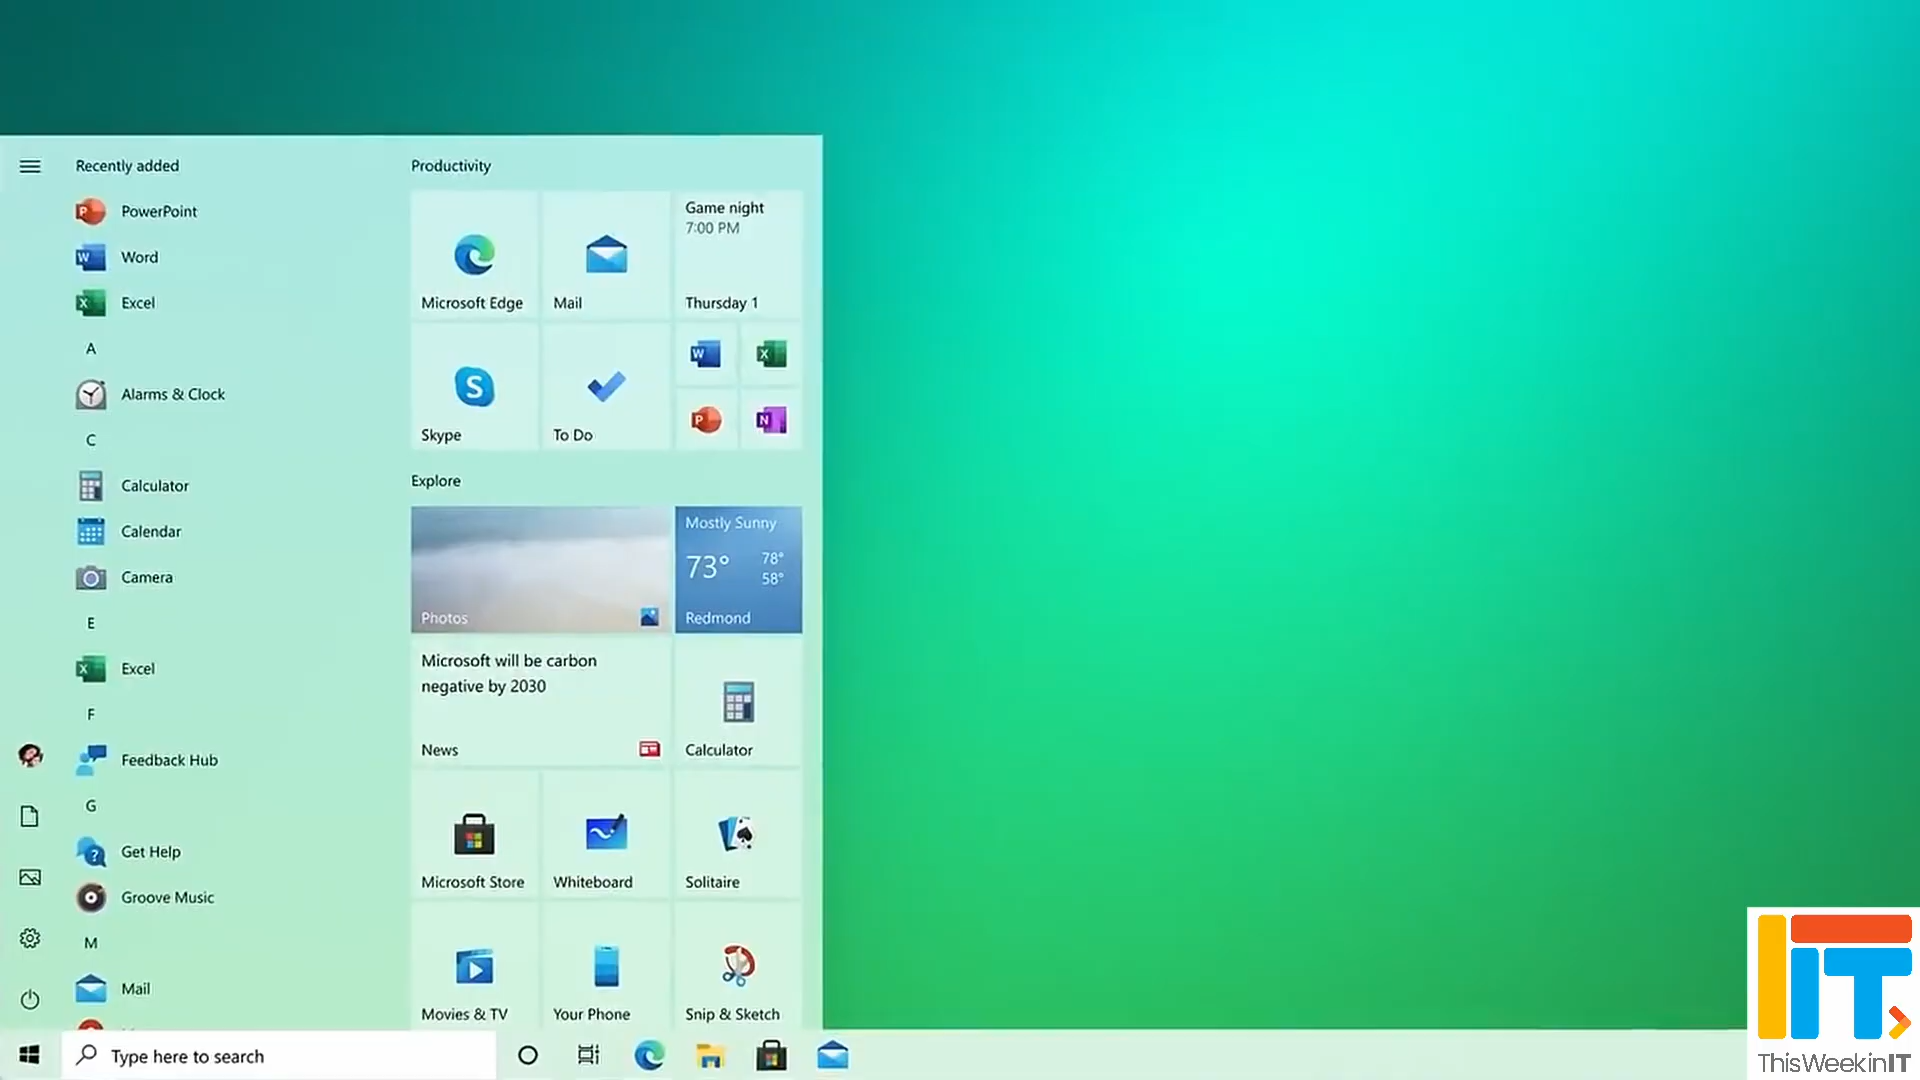 Recently added
PowerPoint
Word
Excel
A
Alarms & Clock
C
Calculator
Calendar
Camera
E
Excel
F
Feedback Hub
G
Get Help
Groove Music
M
Mail
Productivity
Microsoft Edge
Mail
Game night
7:00 PM
Thursday 1
Skype
To Do
Explore
Photos
Mostly Sunny
73°
78°
58°
Redmond
Microsoft will be carbon
negative by 2030
News
Calculator
Microsoft Store
Whiteboard
Solitaire
Movies & TV
Your Phone
Snip & Sketch
Type here to search
IT
ThisWeekinIT